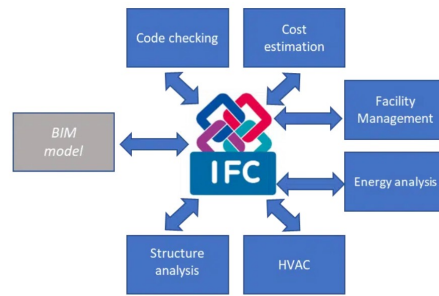 Code checking
Cost
estimation
Facility
Management
BIM
model
IFC
Energy analysis
Structure
analysis
HVAC